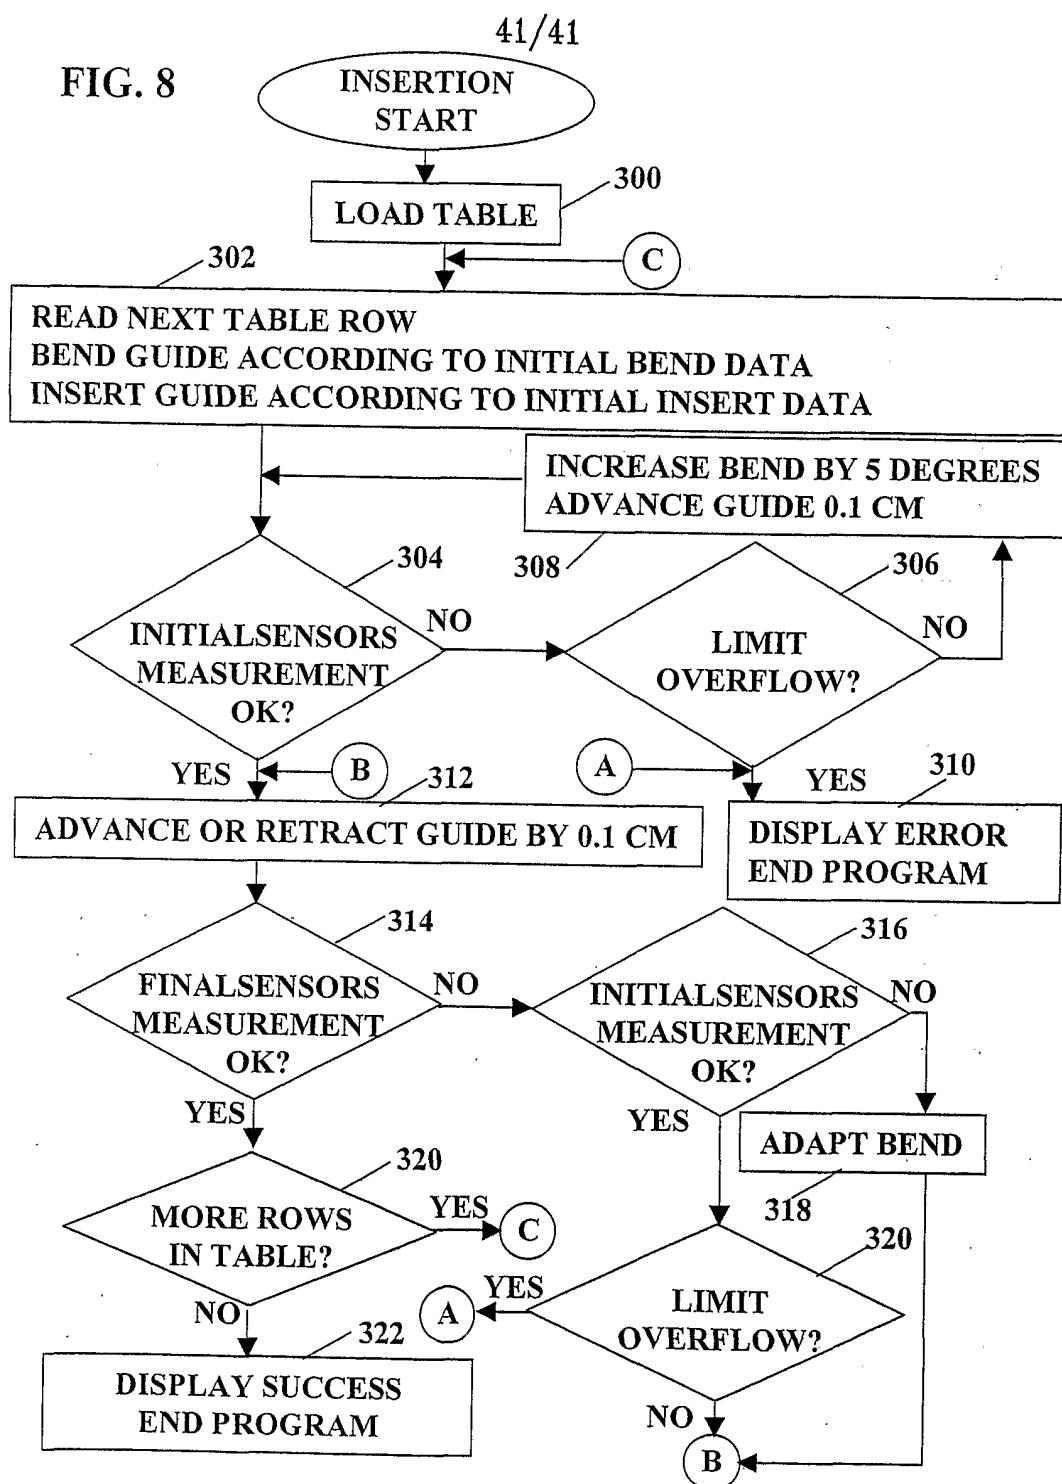 41/41
FIG. 8
INSERTION
START
300
LOAD TABLE
302
C
READ NEXT TABLE ROW
BEND GUIDE ACCORDING TO INITIAL BEND DATA
INSERT GUIDE ACCORDING TO INITIAL INSERT DATA
INCREASE BEND BY 5 DEGREES
ADVANCE GUIDE 0.1 CM
308
304
306
INITIALSENSORS
MEASUREMENT
OK?
NO
LIMIT
OVERFLOW?
NO
YES
B
A
YES
312
310
ADVANCE OR RETRACT GUIDE BY 0.1 CM
DISPLAY ERROR
END PROGRAM
314
316
FINALSENSORS
MEASUREMENT
OK?
NO
INITIALSENSORS
MEASUREMENT
OK?
NO
YES
YES
ADAPT BEND
318
320
MORE ROWS
IN TABLE?
YES
C
320
LIMIT
OVERFLOW?
YES
A
NO
322
DISPLAY SUCCESS
END PROGRAM
NO
B